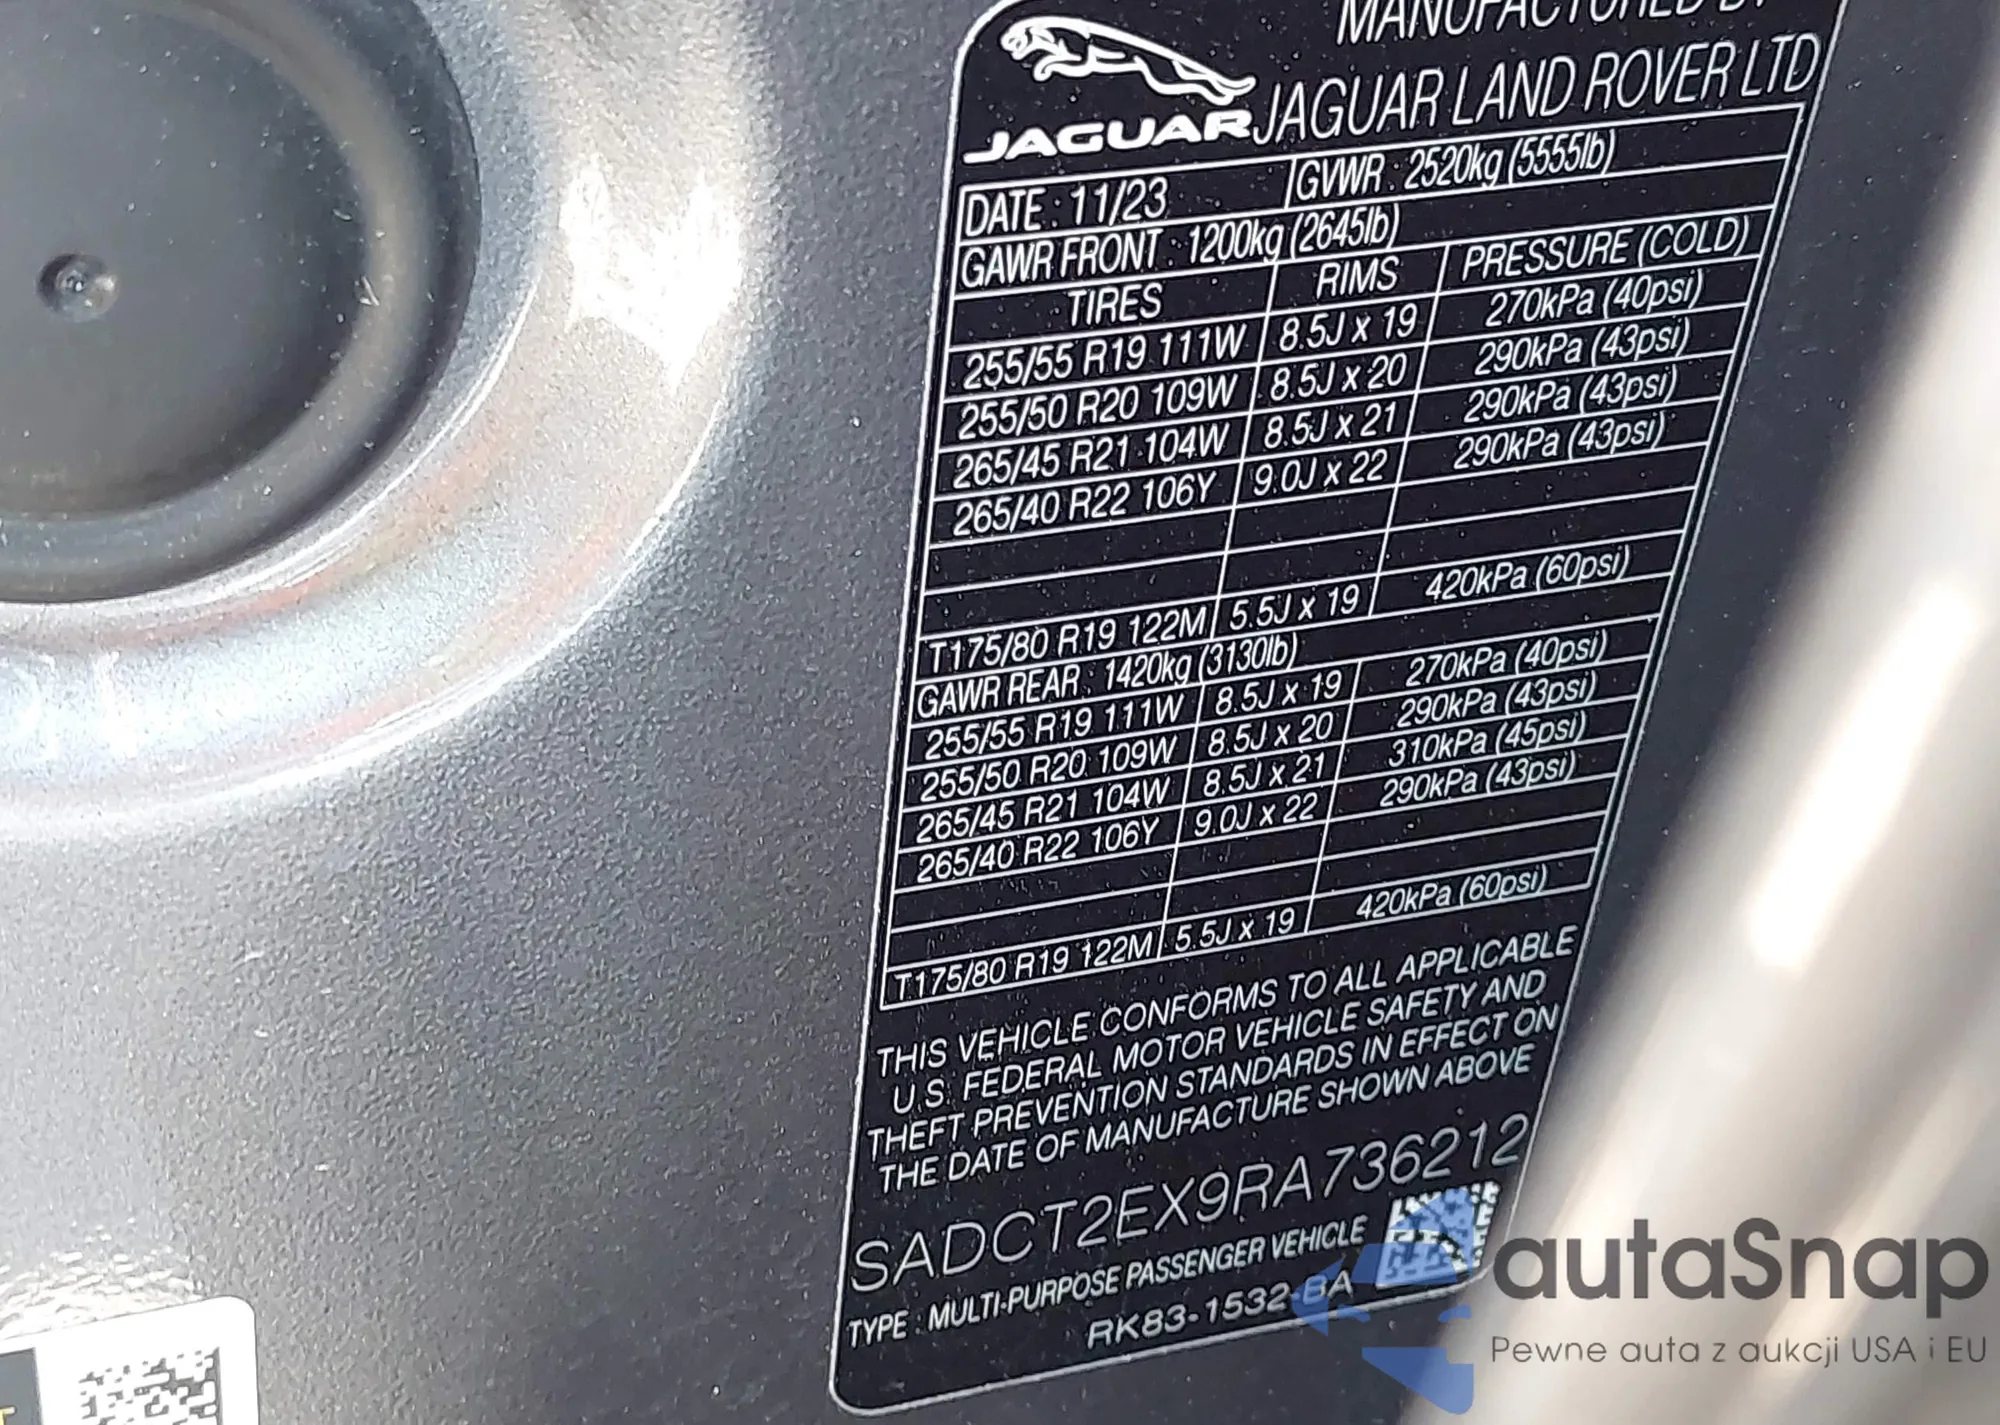 MANUFACTURED BY
JAGUAR JAGUAR LAND ROVER LTD
DATE : 11/23 GVWR : 2520kg (5555lb)
GAWR FRONT : 1200kg (2645lb)
TIRES RIMS PRESSURE (COLD)
255/55 R19 111W 8.5J x 19 270kPa (40psi)
255/50 R20 109W 8.5J x 20 290kPa (43psi)
265/45 R21 104W 8.5J x 21 290kPa (43psi)
265/40 R22 106Y 9.0J x 22 290kPa (43psi)
T175/80 R19 122M 5.5J x 19 420kPa (60psi)
GAWR REAR : 1420kg (3130lb)
255/55 R19 111W 8.5J x 19 270kPa (40psi)
255/50 R20 109W 8.5J x 20 290kPa (43psi)
265/45 R21 104W 8.5J x 21 310kPa (45psi)
265/40 R22 106Y 9.0J x 22 290kPa (43psi)
T175/80 R19 122M 5.5J x 19 420kPa (60psi)
THIS VEHICLE CONFORMS TO ALL APPLICABLE
U.S. FEDERAL MOTOR VEHICLE SAFETY AND
THEFT PREVENTION STANDARDS IN EFFECT ON
THE DATE OF MANUFACTURE SHOWN ABOVE
SADCT2EX9RA736212
TYPE : MULTI-PURPOSE PASSENGER VEHICLE
RK83-1532-BA
autaSnap
Pewne auta z aukcji USA i EU